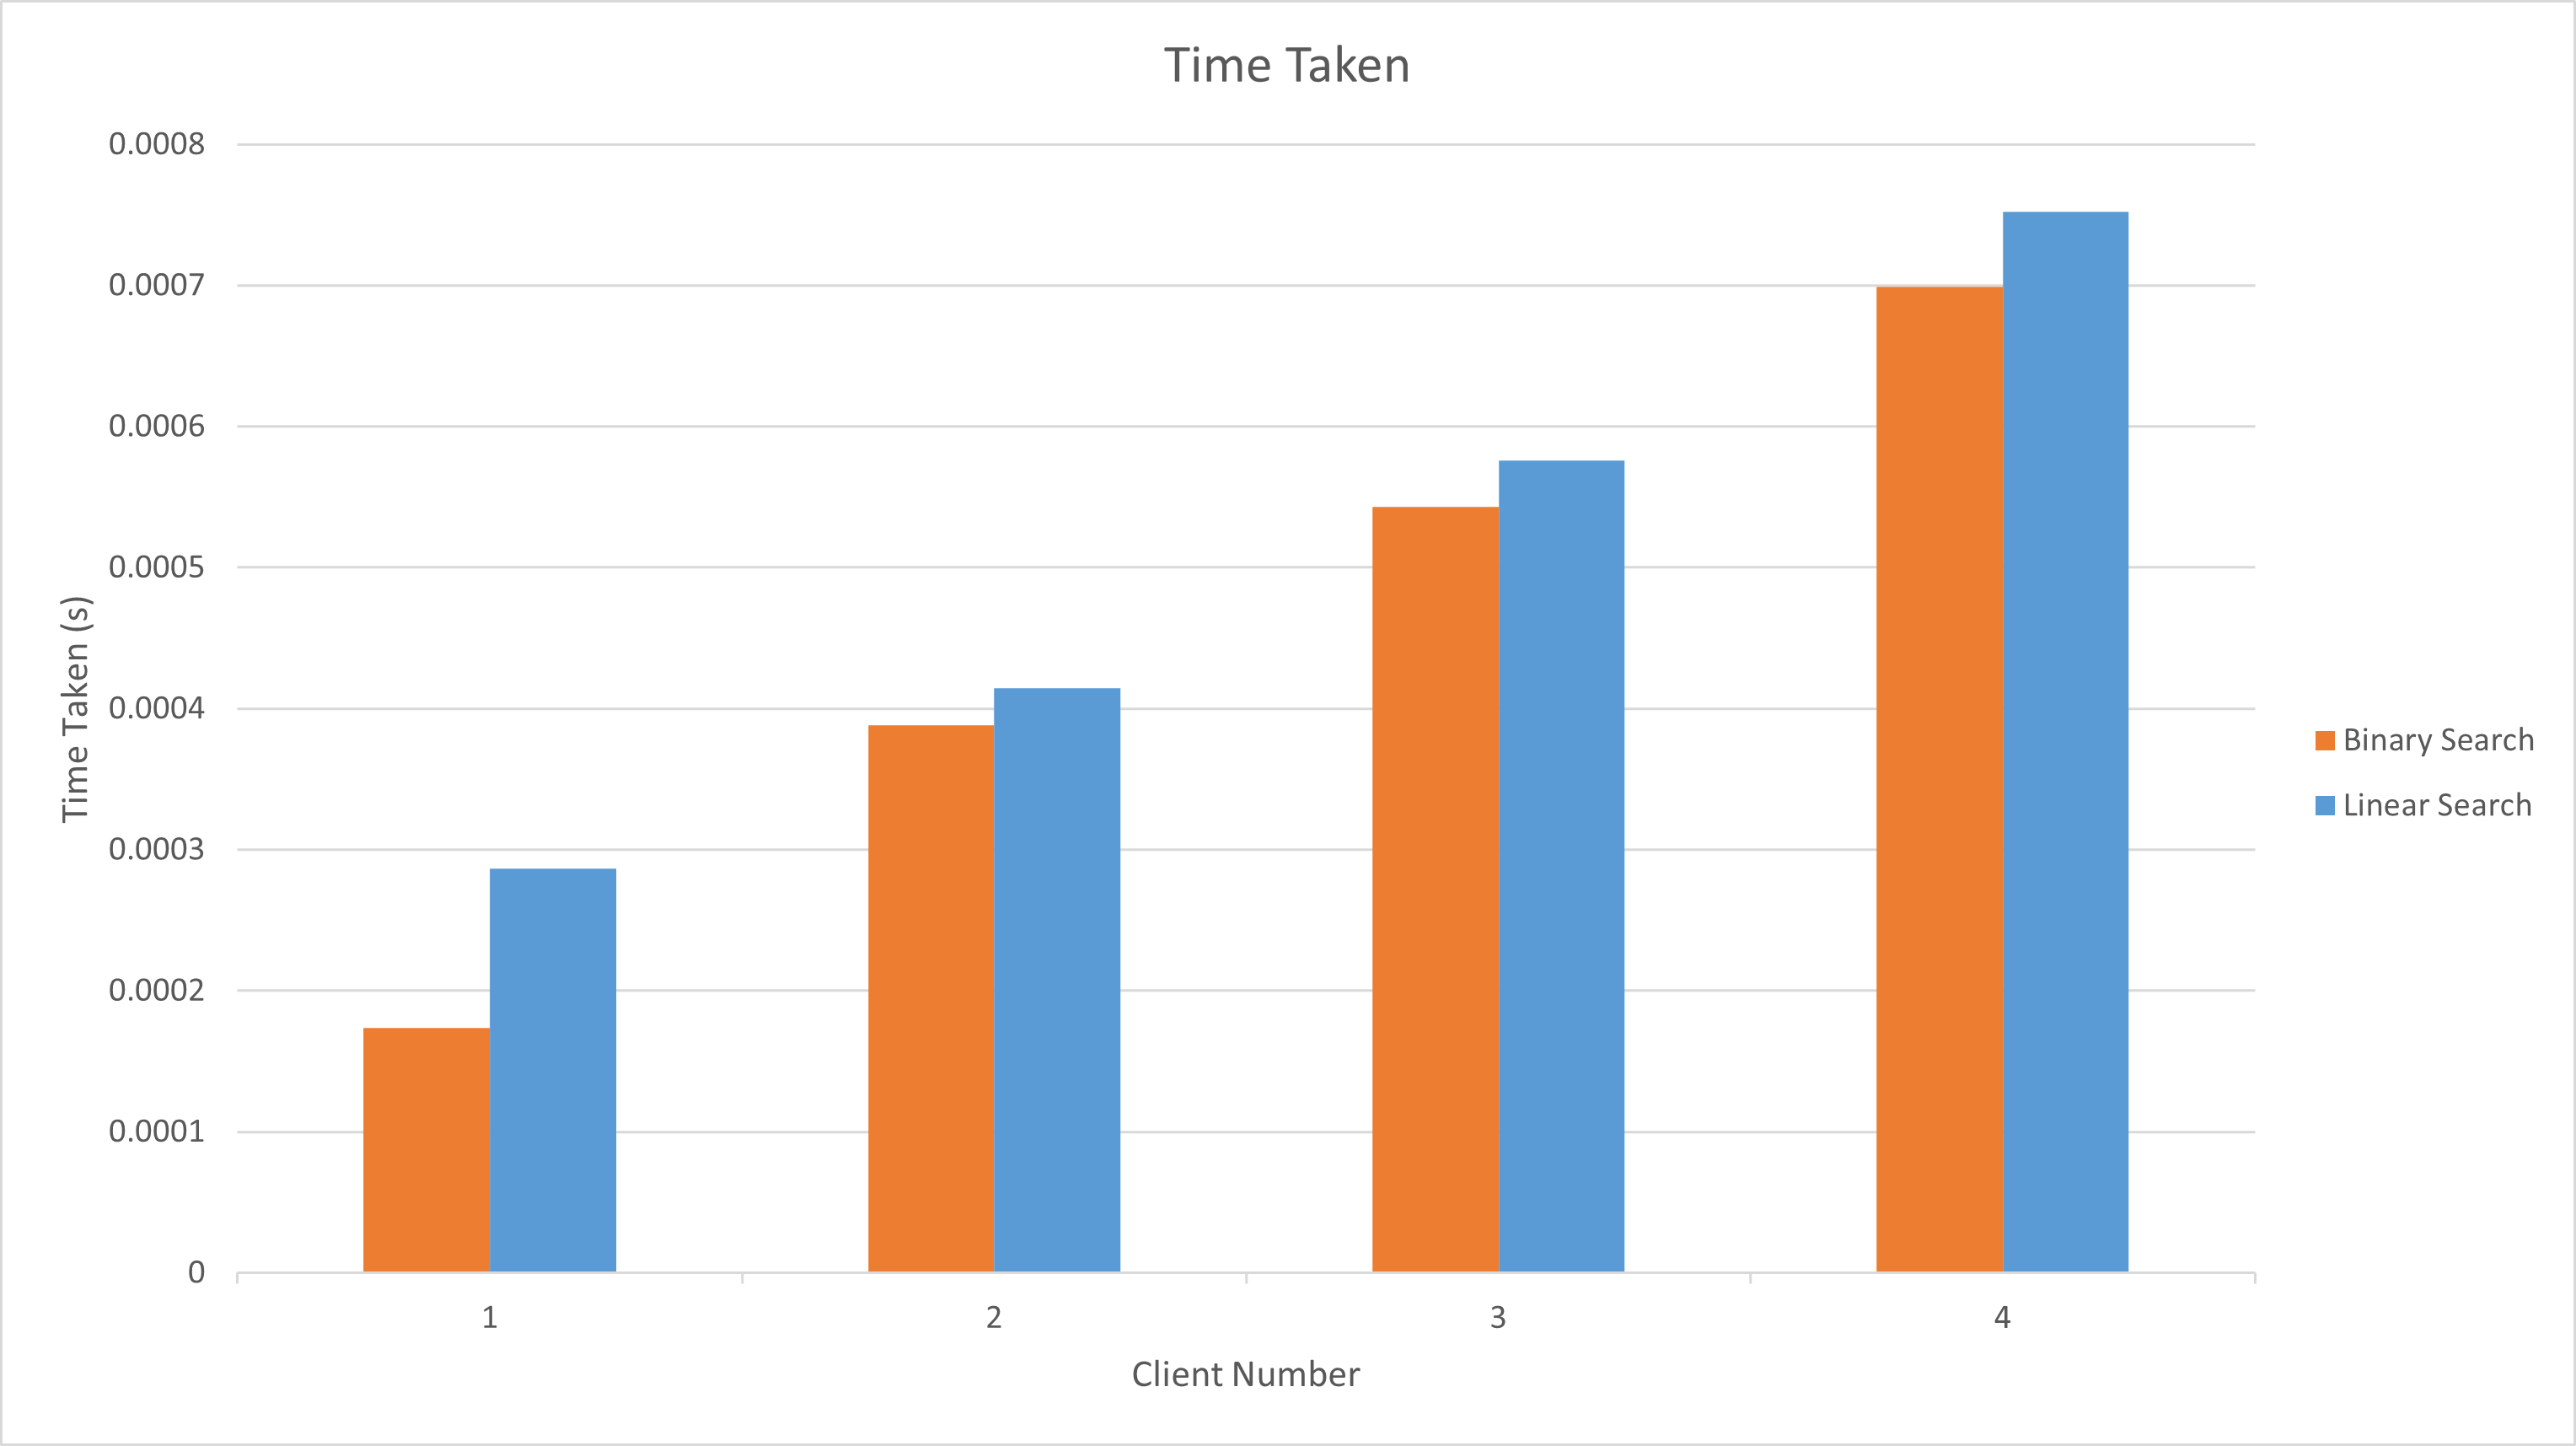 Time Taken
0.0008
0.0007
0.0006
0.0005
0.0004
0.0003
0.0002
0.0001
0
Time Taken (s)
1 2 3 4
Client Number
Binary Search
Linear Search